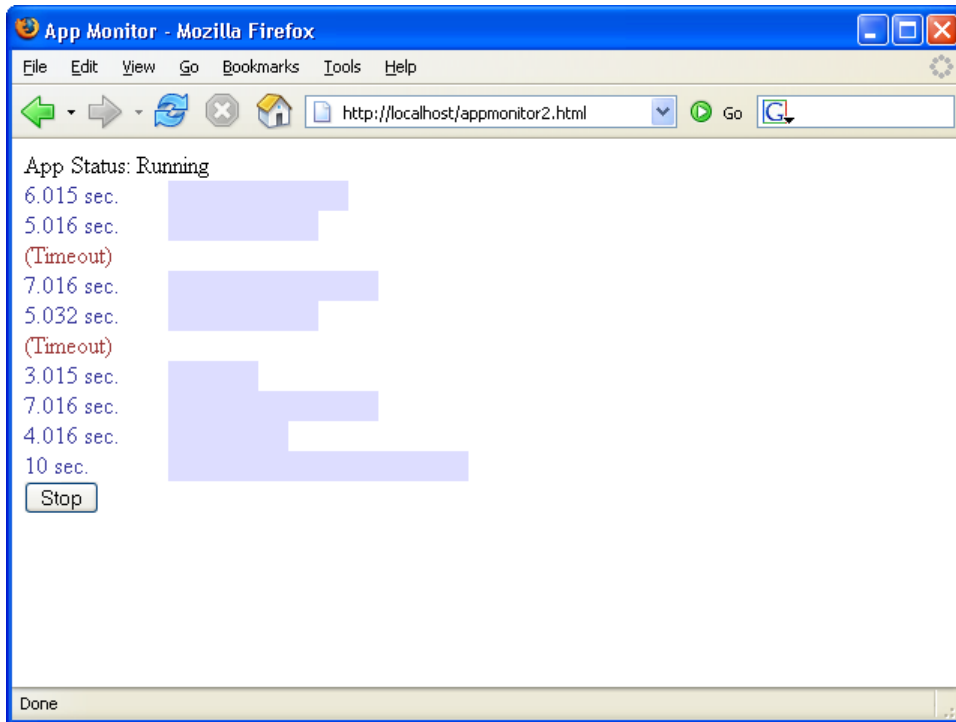 App Monitor - Mozilla Firefox
File Edit View Go Bookmarks Tools Help
http://localhost/appmonitor2.html Go G
App Status: Running
6.015 sec.
5.016 sec.
(Timeout)
7.016 sec.
5.032 sec.
(Timeout)
3.015 sec.
7.016 sec.
4.016 sec.
10 sec.
Stop
Done